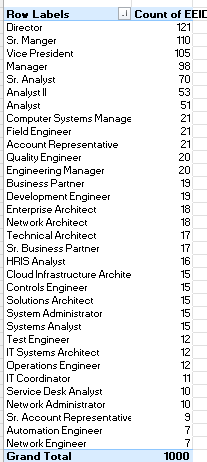 Row Labels Count of EEID
Director 121
Sr. Manger 110
Vice President 105
Manager 98
Sr. Analyst 70
Analyst II 53
Analyst 51
Computer Systems Manage 21
Field Engineer 21
Account Representative 21
Quality Engineer 20
Engineering Manager 20
Business Partner 19
Development Engineer 19
Enterprise Architect 18
Network Architect 18
Technical Architect 17
Sr. Business Partner 17
HRIS Analyst 16
Cloud Infrastructure Archite 15
Controls Engineer 15
Solutions Architect 15
System Administrator 15
Systems Analyst 15
Test Engineer 12
IT Systems Architect 12
Operations Engineer 12
IT Coordinator 11
Service Desk Analyst 10
Network Administrator 10
Sr. Account Representative 9
Automation Engineer 7
Network Engineer 7
Grand Total 1000